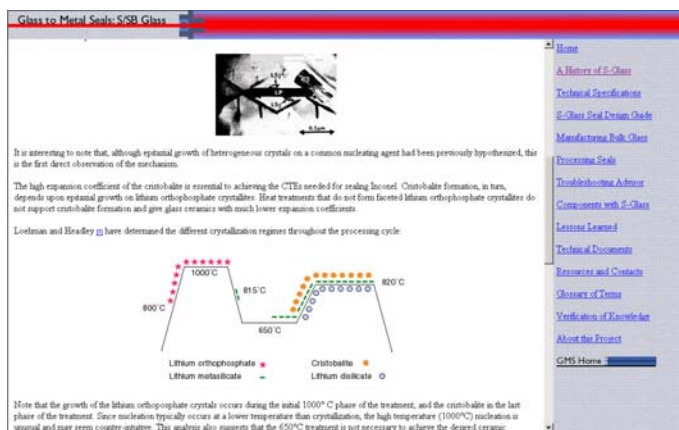 Glass to Metal Seals: S/SB Glass
It is interesting to note that, although epitaxial growth of heterogeneous crystals on a common nucleating agent had been previously hypothesized, this
is the first direct observation of the mechanism.
The high expansion coefficient of the cristobalite is essential to achieving the CTEs needed for sealing Inconel. Cristobalite formation, in turn,
depends upon epitaxial growth on lithium orthophosphate crystallites. Heat treatments that do not form faceted lithium orthophosphate crystallites do
not support cristobalite formation and give glass ceramics with much lower expansion coefficients.
Loehman and Headley have determined the different crystallization regimes throughout the processing cycle:
1000°C
800°C
815°C
650°C
820°C
Lithium orthophosphate
Cristobalite
Lithium metasilicate
Lithium disilicate
Note that the growth of the lithium orthophosphate crystals occurs during the initial 1000° C phase of the treatment, and the cristobalite in the last
phase of the treatment. Since nucleation typically occurs at a lower temperature than crystallization, the high temperature (1000°C) nucleation is
unusual and may seem counter-intuitive. This analysis also suggests that the 650°C treatment is not necessary to achieve the desired ceramic
Home
A History of S-Glass
Technical Specifications
S-Glass Seal Design Guide
Manufacturing Bulk Glass
Processing Seals
Troubleshooting Advisor
Components with S-Glass
Lessons Learned
Technical Documents
Resources and Contacts
Glossary of Terms
Verification of Knowledge
About this Project
GMS Home